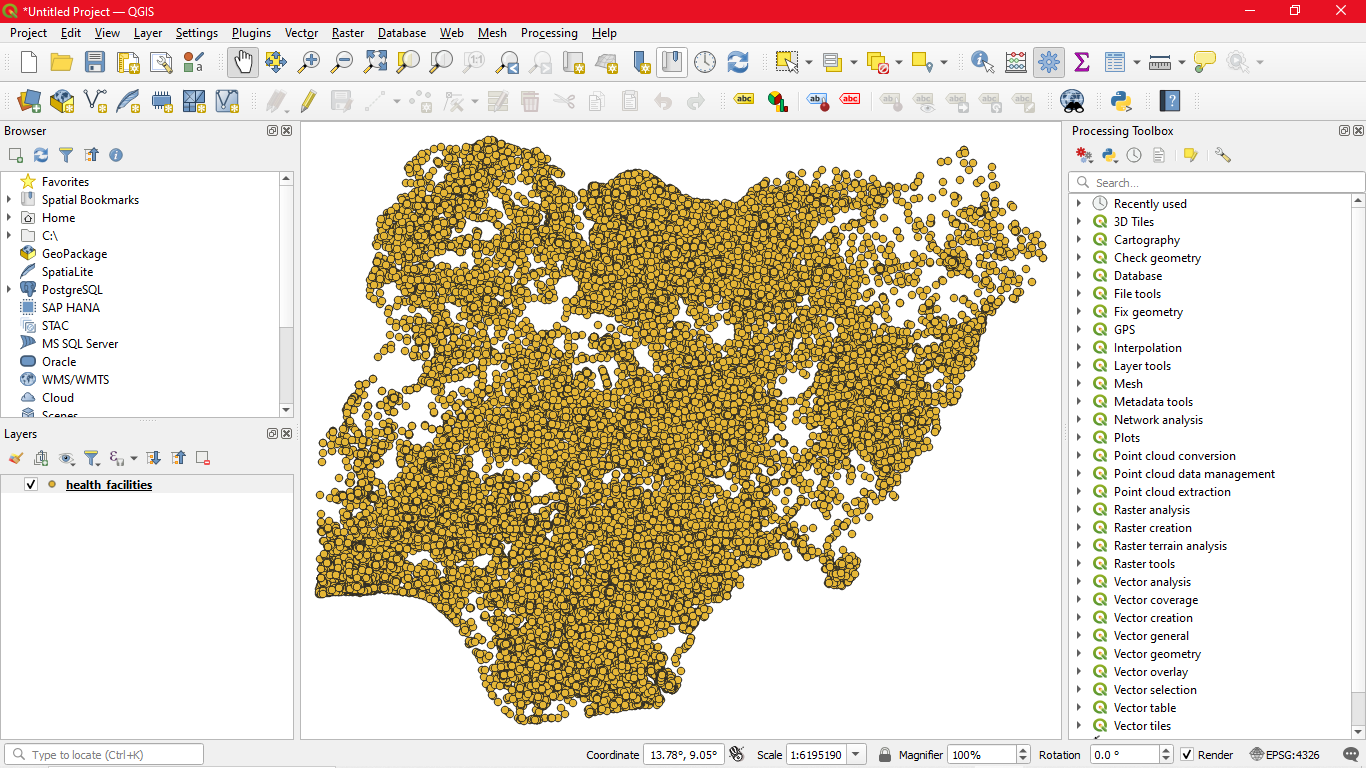 *Untitled Project — QGIS
Project Edit View Layer Settings Plugins Vector Raster Database Web Mesh Processing Help
1:1
abc ab abc
Browser
Favorites
Spatial Bookmarks
Home
C:\
GeoPackage
SpatiaLite
PostgreSQL
SAP HANA
STAC
MS SQL Server
Oracle
WMS/WMTS
Cloud
Scenes
Layers
health_facilities
Processing Toolbox
Search...
Recently used
3D Tiles
Cartography
Check geometry
Database
File tools
Fix geometry
GPS
Interpolation
Layer tools
Mesh
Metadata tools
Network analysis
Plots
Point cloud conversion
Point cloud data management
Point cloud extraction
Raster analysis
Raster creation
Raster terrain analysis
Raster tools
Vector analysis
Vector coverage
Vector creation
Vector general
Vector geometry
Vector overlay
Vector selection
Vector table
Vector tiles
Type to locate (Ctrl+K) Coordinate 13.78°, 9.05° Scale 1:6195190 Magnifier 100% Rotation 0.0 ° Render EPSG:4326